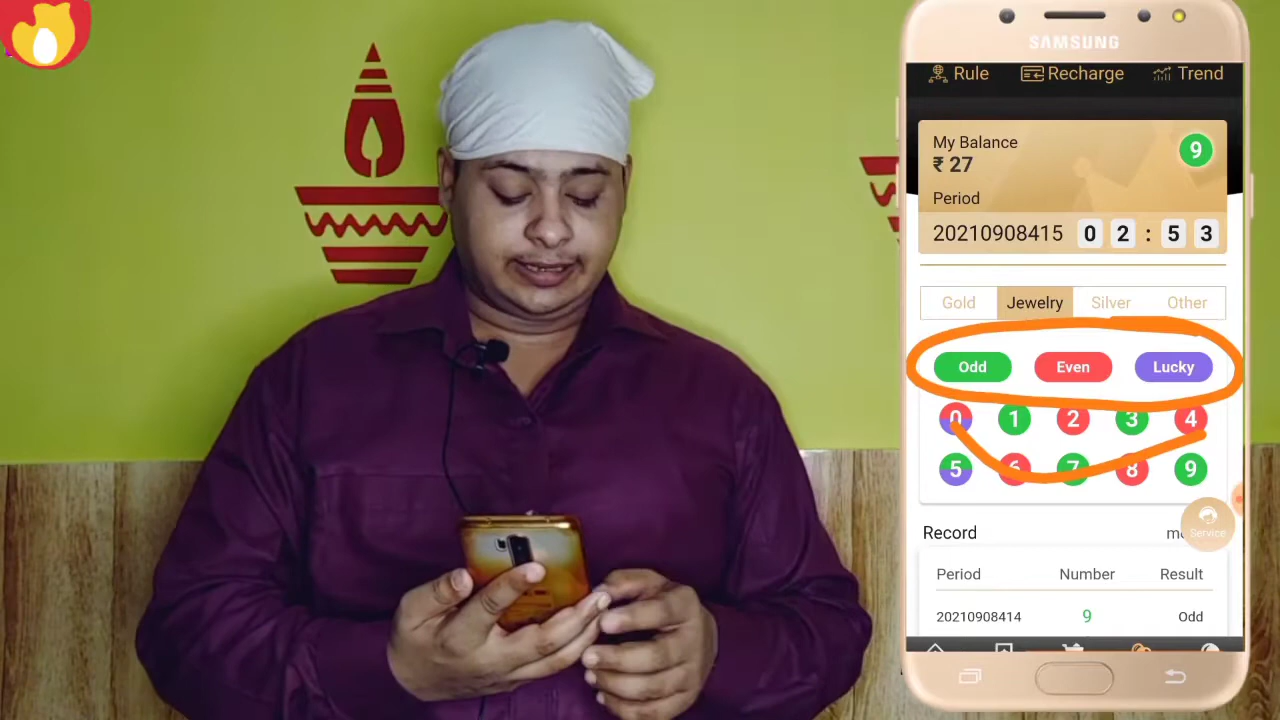 SAMSUNG
Rule Recharge Trend
My Balance
₹ 27
9
Period
20210908415 0 2 : 5 3
Gold Jewelry Silver Other
Odd Even Lucky
0 1 2 3 4
5 6 7 8 9
Record
Service
Period Number Result
20210908414 9 Odd